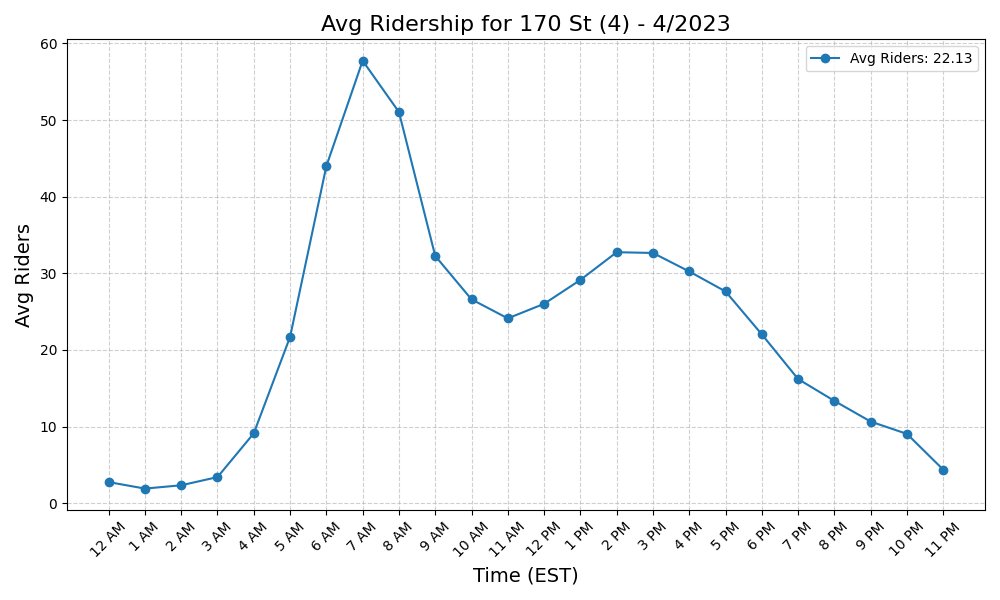 Avg Ridership for 170 St (4) - 4/2023
Avg Riders: 22.13
Avg Riders
60
50
40
30
20
10
0
12 AM
1 AM
2 AM
3 AM
4 AM
5 AM
6 AM
7 AM
8 AM
9 AM
10 AM
11 AM
12 PM
1 PM
2 PM
3 PM
4 PM
5 PM
6 PM
7 PM
8 PM
9 PM
10 PM
11 PM
Time (EST)